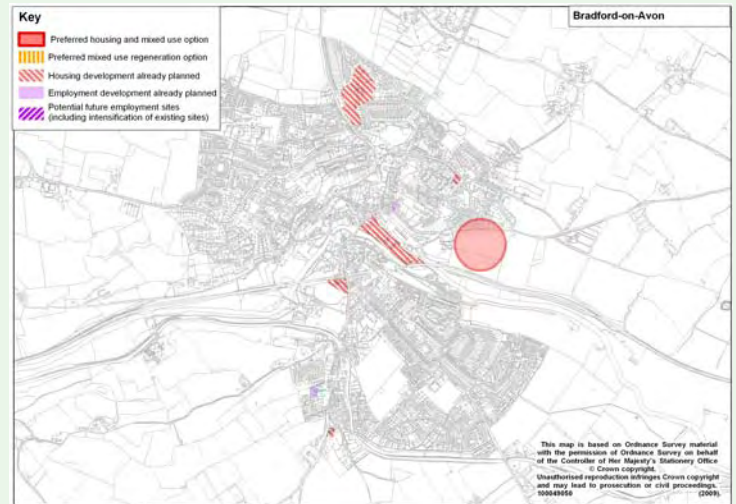 Key
Bradford-on-Avon
Preferred housing and mixed use option
Preferred mixed use regeneration option
Housing development already planned
Employment development already planned
Potential future employment sites
(including intensification of existing sites)
This map is based on Ordnance Survey material
with the permission of Ordnance Survey on behalf
of the Controller of Her Majesty's Stationery Office
© Crown copyright.
Unauthorised reproduction infringes Crown copyright
and may lead to prosecution or civil proceedings.
100049050 (2009)